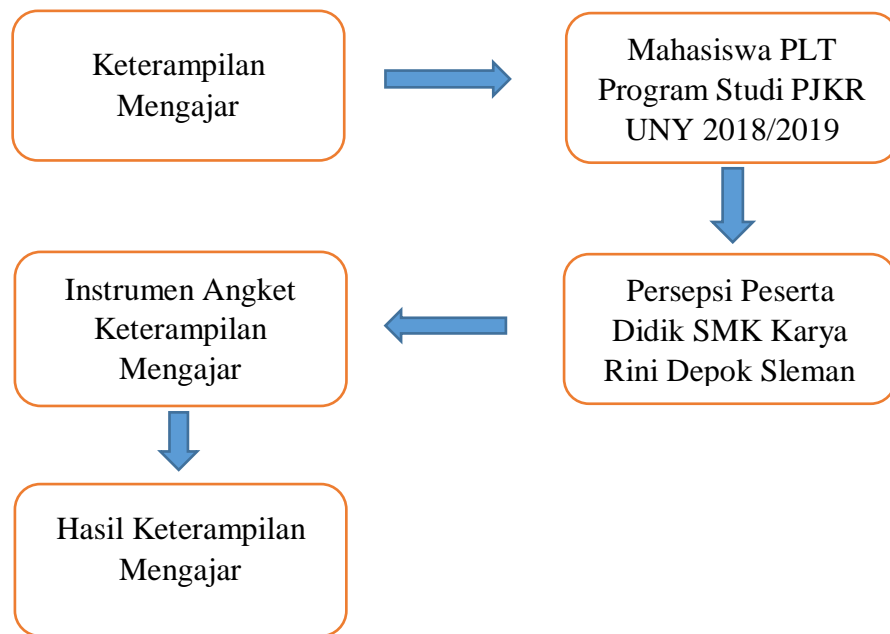 Keterampilan
Mengajar
Mahasiswa PLT
Program Studi PJKR
UNY 2018/2019
Persepsi Peserta
Didik SMK Karya
Rini Depok Sleman
Instrumen Angket
Keterampilan
Mengajar
Hasil Keterampilan
Mengajar